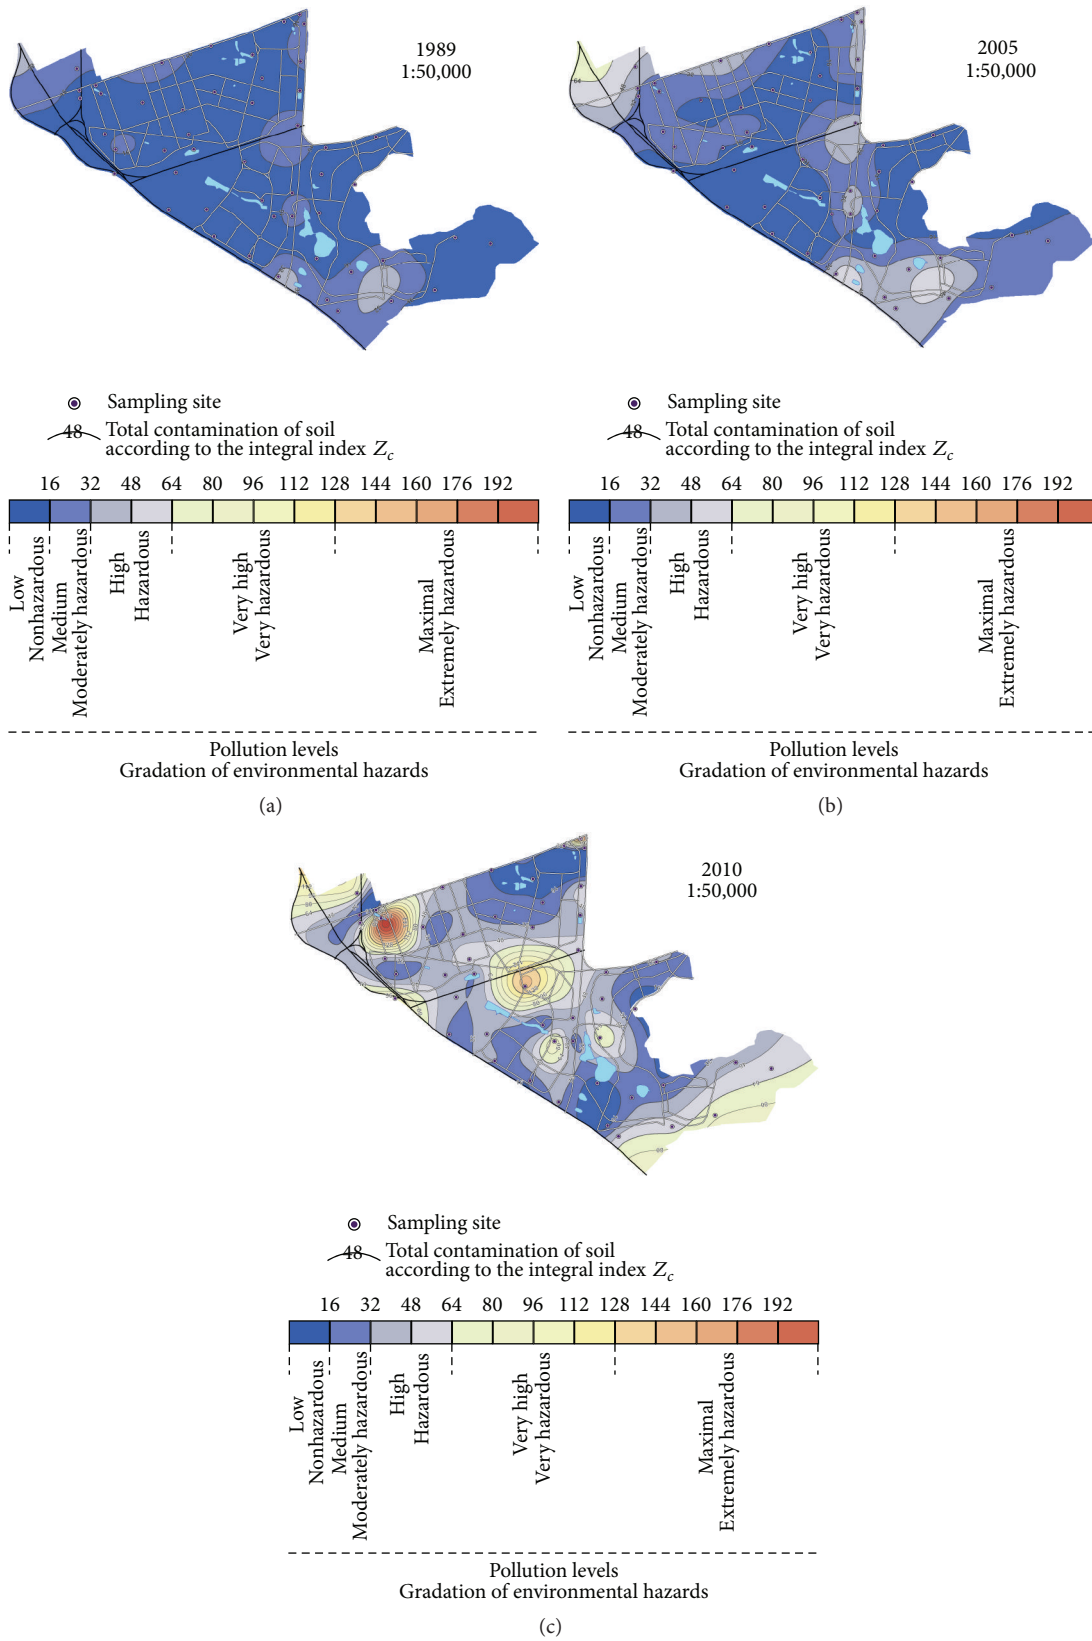 1989
1:50,000
Sampling site
48 Total contamination of soil
according to the integral index Zc
16 32 48 64 80 96 112 128 144 160 176 192
Low
Nonhazardous
Medium
Moderately hazardous
High
Hazardous
Very high
Very hazardous
Maximal
Extremely hazardous
Pollution levels
Gradation of environmental hazards
(a)
2005
1:50,000
Sampling site
48 Total contamination of soil
according to the integral index Zc
16 32 48 64 80 96 112 128 144 160 176 192
Low
Nonhazardous
Medium
Moderately hazardous
High
Hazardous
Very high
Very hazardous
Maximal
Extremely hazardous
Pollution levels
Gradation of environmental hazards
(b)
2010
1:50,000
Sampling site
48 Total contamination of soil
according to the integral index Zc
16 32 48 64 80 96 112 128 144 160 176 192
Low
Nonhazardous
Medium
Moderately hazardous
High
Hazardous
Very high
Very hazardous
Maximal
Extremely hazardous
Pollution levels
Gradation of environmental hazards
(c)